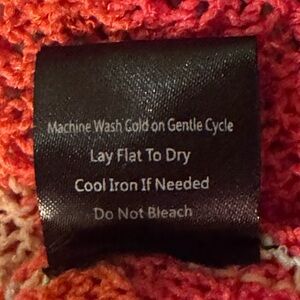 Machine Wash Cold on Gentle Cycle
Lay Flat To Dry
Cool Iron If Needed
Do Not Bleach